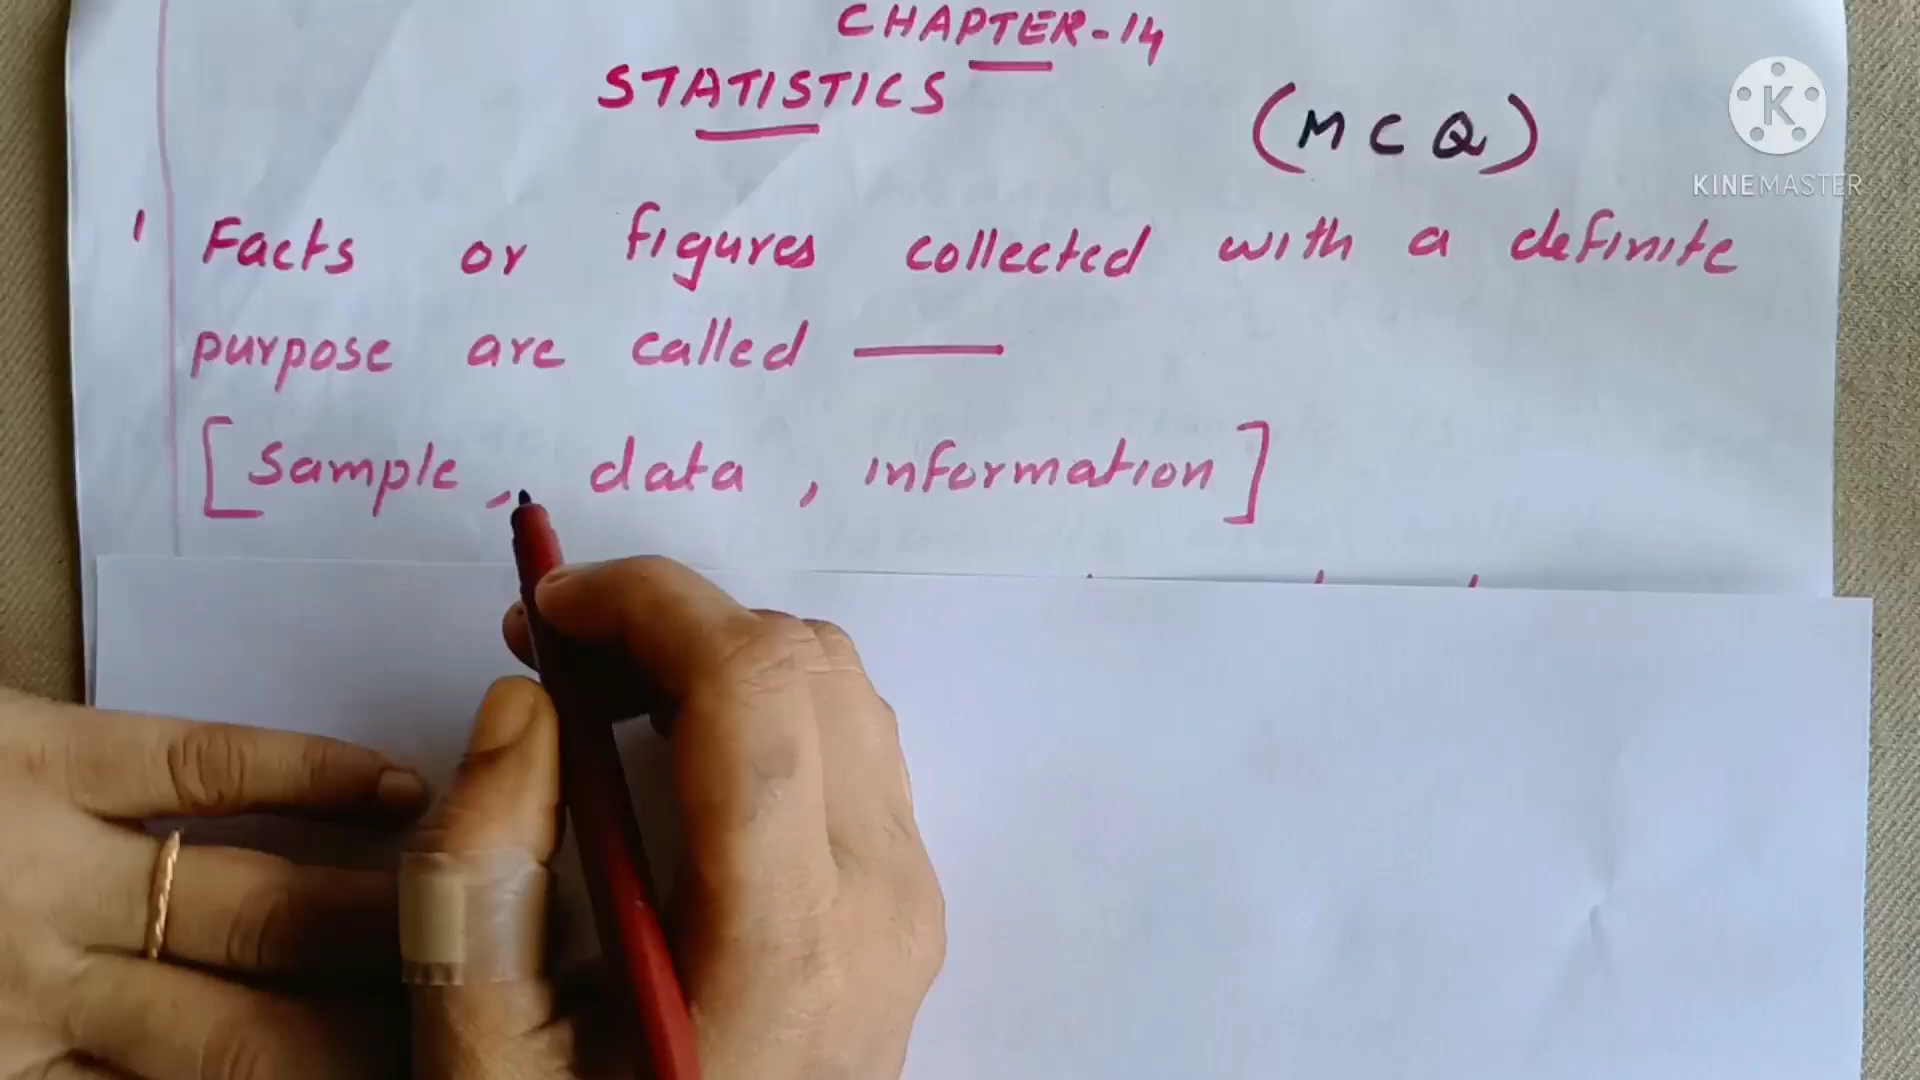 CHAPTER-14
STATISTICS
(MCQ)
K
KINEMASTER
1 Facts or figures collected with a definite
purpose are called ———
[Sample, data, information]